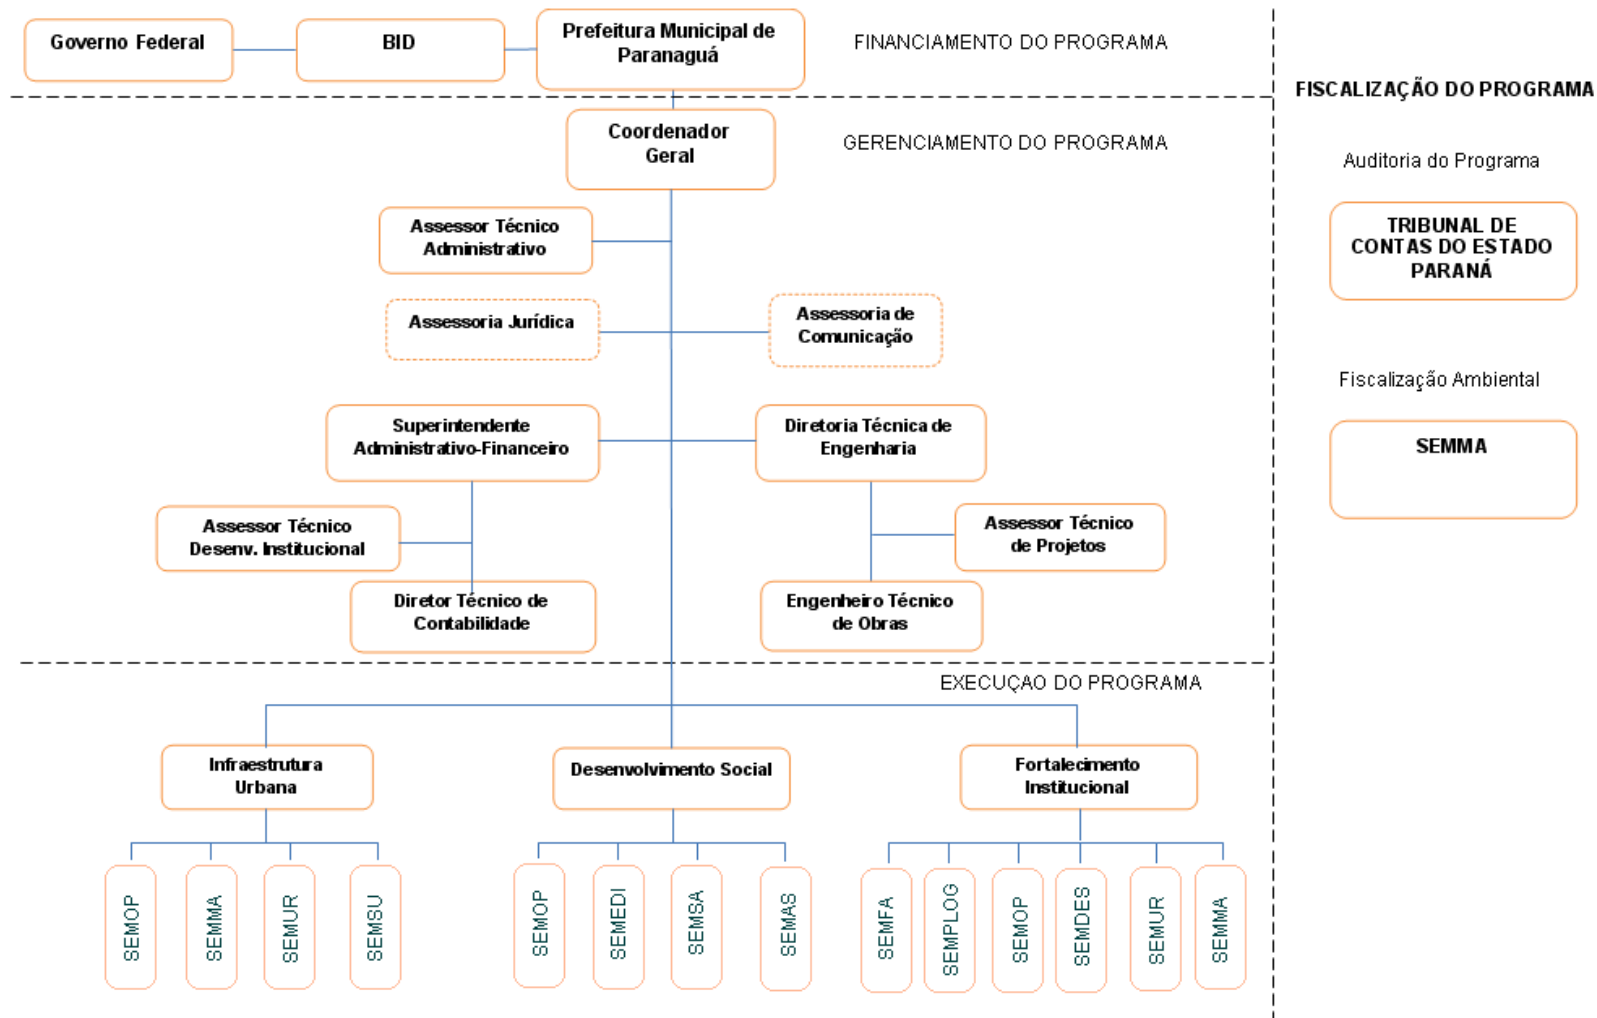 Governo Federal
BID
Prefeitura Municipal de
Paranaguá
FINANCIAMENTO DO PROGRAMA
FISCALIZAÇÃO DO PROGRAMA
Coordenador
Geral
GERENCIAMENTO DO PROGRAMA
Auditoria do Programa
TRIBUNAL DE
CONTAS DO ESTADO
PARANÁ
Assessor Técnico
Administrativo
Assessoria Jurídica
Assessoria de
Comunicação
Fiscalização Ambiental
SEMMA
Superintendente
Administrativo-Financeiro
Diretoria Técnica de
Engenharia
Assessor Técnico
Desenv. Institucional
Assessor Técnico
de Projetos
Diretor Técnico de
Contabilidade
Engenheiro Técnico
de Obras
EXECUÇAO DO PROGRAMA
Infraestrutura
Urbana
Desenvolvimento Social
Fortalecimento
Institucional
SEMOP
SEMMA
SEMUR
SEMSU
SEMOP
SEMEDI
SEMSA
SEMAS
SEMFA
SEMPLOG
SEMOP
SEMDES
SEMUR
SEMMA